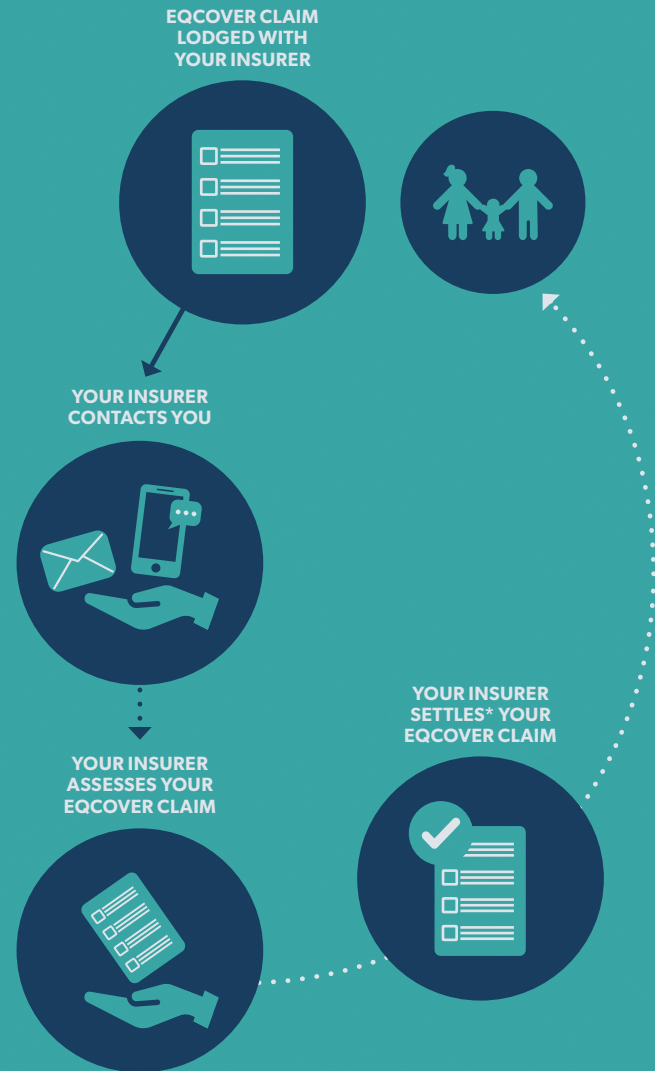 EQCOVER CLAIM
LODGED WITH
YOUR INSURER
YOUR INSURER
CONTACTS YOU
YOUR INSURER
ASSESSES YOUR
EQCOVER CLAIM
YOUR INSURER
SETTLES* YOUR
EQCOVER CLAIM